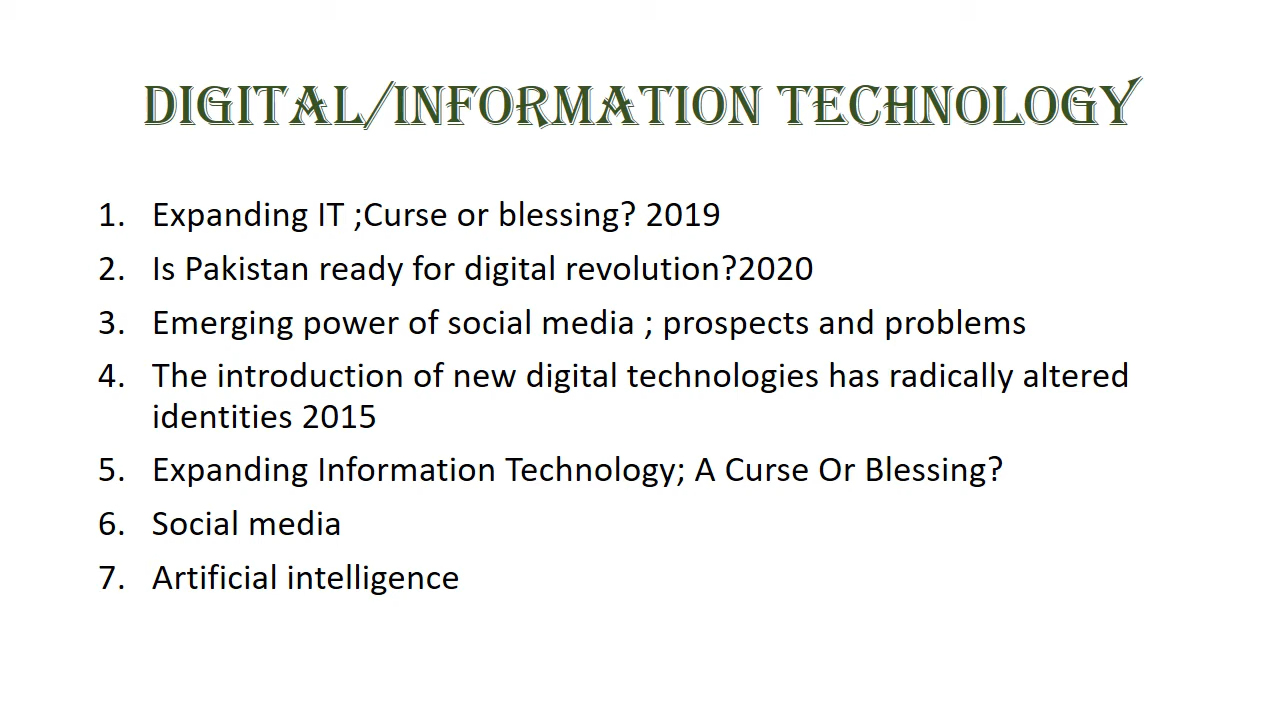 DIGITAL/INFORMATION TECHNOLOGY
1. Expanding IT ;Curse or blessing? 2019
2. Is Pakistan ready for digital revolution?2020
3. Emerging power of social media ; prospects and problems
4. The introduction of new digital technologies has radically altered
identities 2015
5. Expanding Information Technology; A Curse Or Blessing?
6. Social media
7. Artificial intelligence